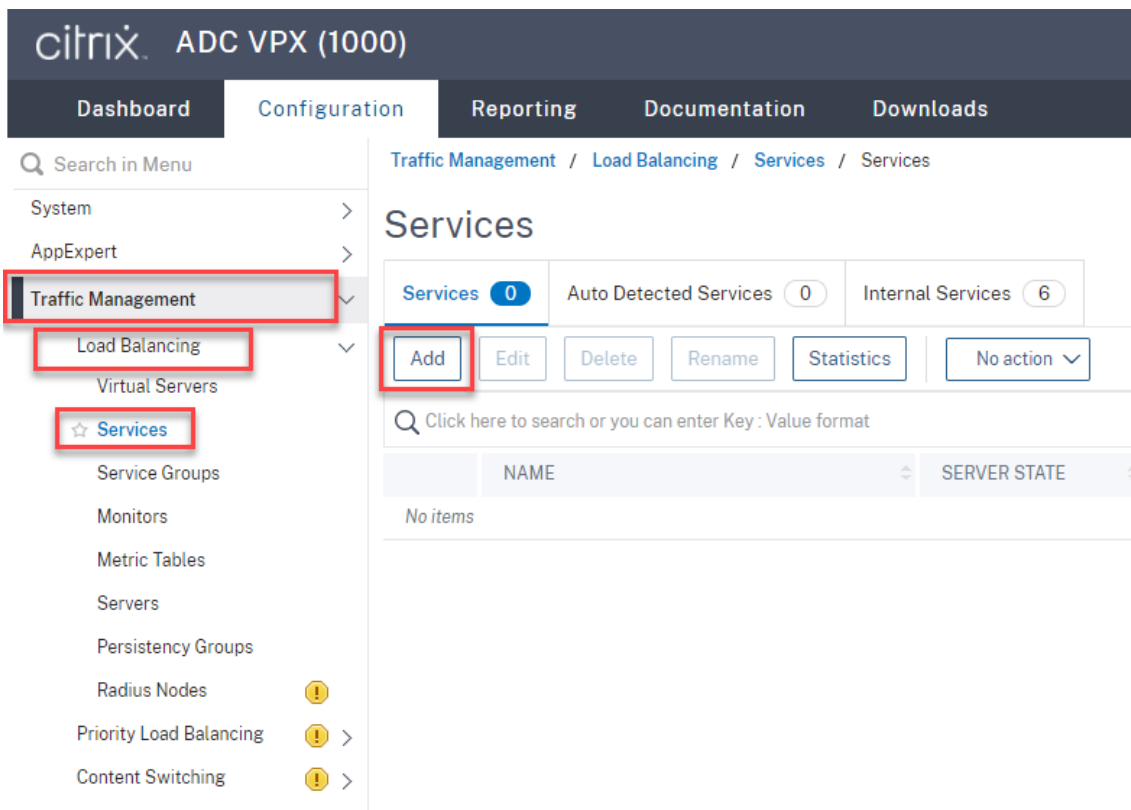 citrix. ADC VPX (1000)
Dashboard Configuration Reporting Documentation Downloads
Search in Menu
System
AppExpert
Traffic Management
Load Balancing
Virtual Servers
Services
Service Groups
Monitors
Metric Tables
Servers
Persistency Groups
Radius Nodes
Priority Load Balancing
Content Switching
Traffic Management / Load Balancing / Services / Services
Services
Services 0 Auto Detected Services 0 Internal Services 6
Add Edit Delete Rename Statistics No action
Click here to search or you can enter Key : Value format
NAME SERVER STATE
No items